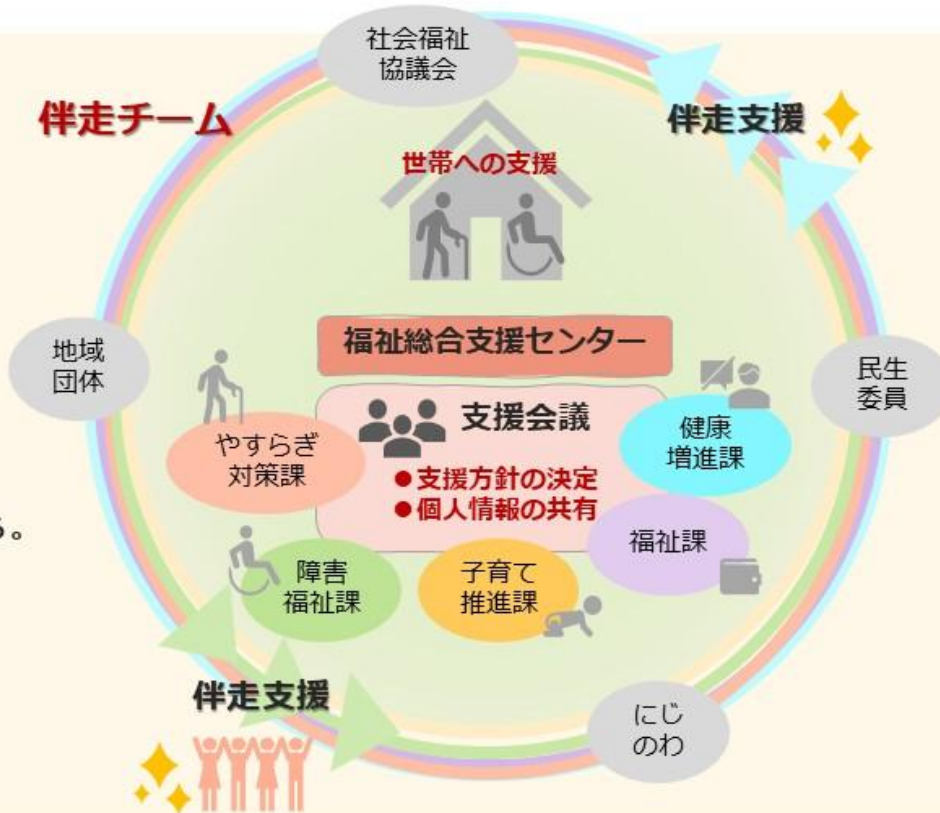 社会福祉
協議会
伴走チーム
伴走支援
世帯への支援
福祉総合支援センター
地域
団体
民生
委員
支援会議
健康
増進課
やすらぎ
対策課
●支援方針の決定
●個人情報の共有
福祉課
る。
障害
福祉課
子育て
推進課
伴走支援
にじ
のわ